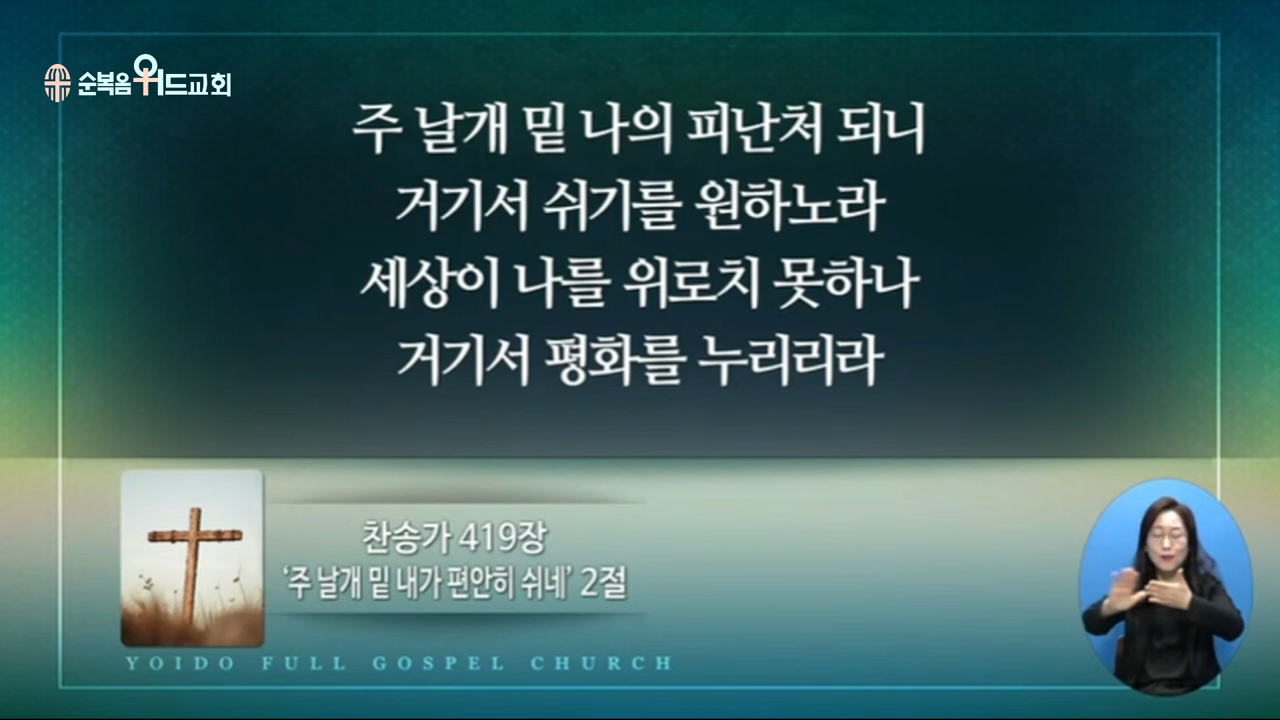 순복음위드교회
주 날개 밑 나의 피난처 되니
거기서 쉬기를 원하노라
세상이 나를 위로치 못하나
거기서 평화를 누리리라
찬송가 419장
‘주 날개 밑 내가 편안히 쉬네’ 2절
YOIDO FULL GOSPEL CHURCH